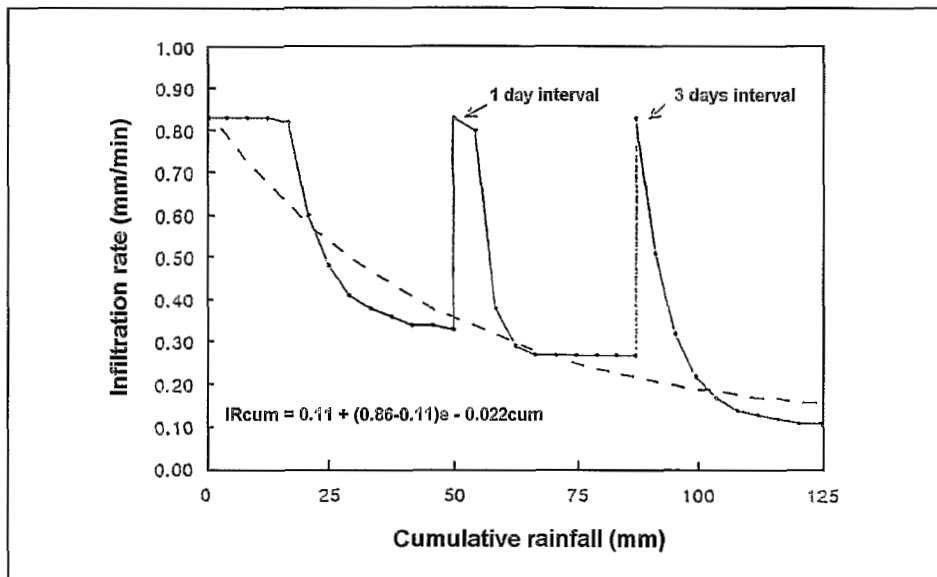 1.00
0.90
0.80
0.70
0.60
0.50
0.40
0.30
0.20
0.10
0.00
Infiltration rate (mm/min)
1 day interval
3 days interval
IRcum = 0.11 + (0.86-0.11)e - 0.022cum
0 25 50 75 100 125
Cumulative rainfall (mm)